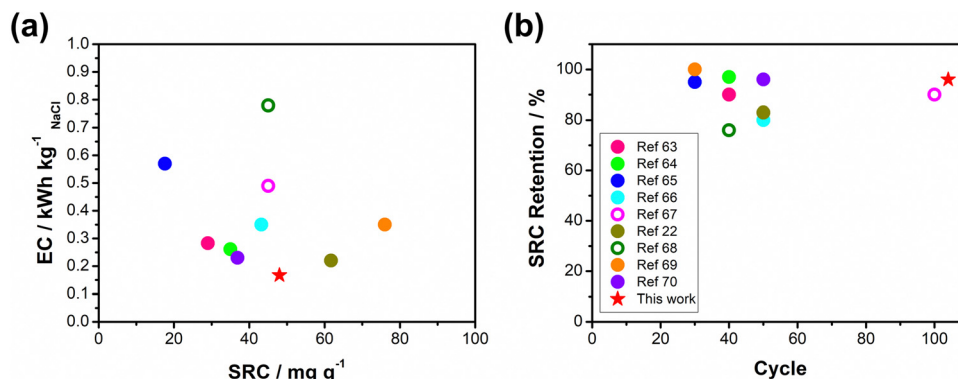 (a)
EC / kWh kg⁻¹ NaCl
1.0
0.9
0.8
0.7
0.6
0.5
0.4
0.3
0.2
0.1
0.0
0 20 40 60 80 100
SRC / mg g⁻¹
(b)
SRC Retention / %
100
80
60
40
20
0
Ref 63
Ref 64
Ref 65
Ref 66
Ref 67
Ref 22
Ref 68
Ref 69
Ref 70
This work
0 20 40 60 80 100
Cycle